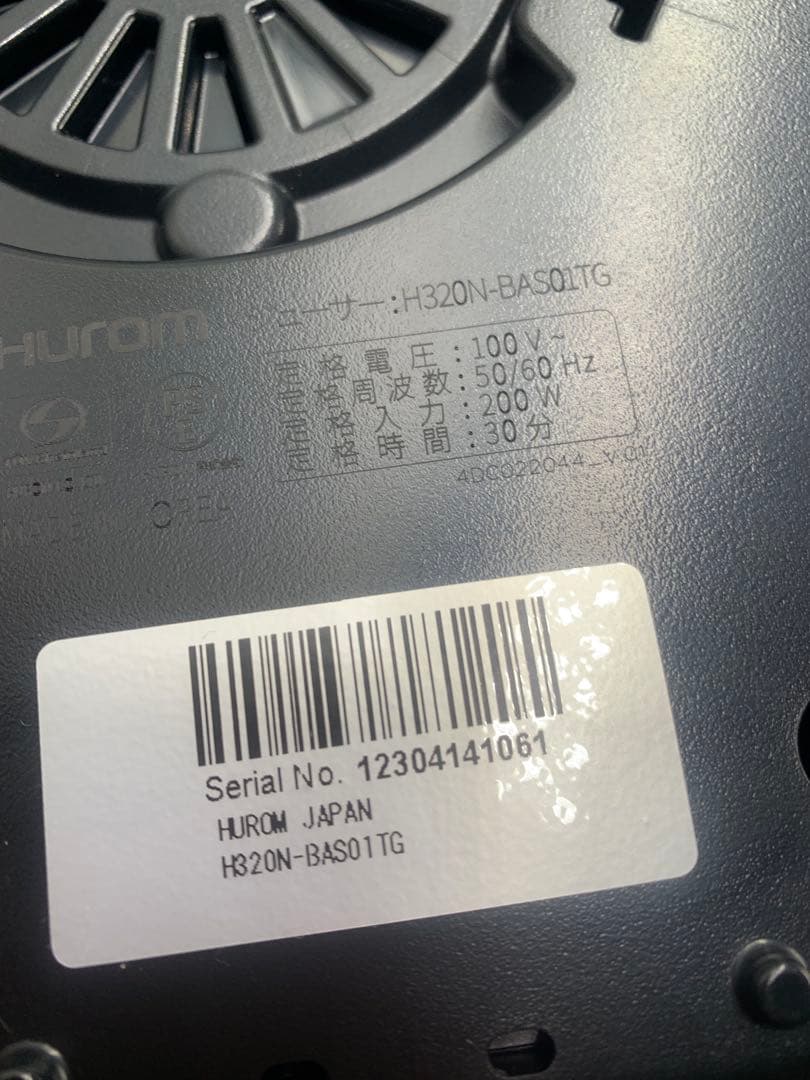 Hurom
ューサー:H320N-BAS01TG
定格電圧:100V~
定格周波数:50/60 Hz
定格入力:200W
定格時間:30分
4DC022044_V.01
Serial No. 12304141061
HUROM JAPAN
H320N-BAS01TG